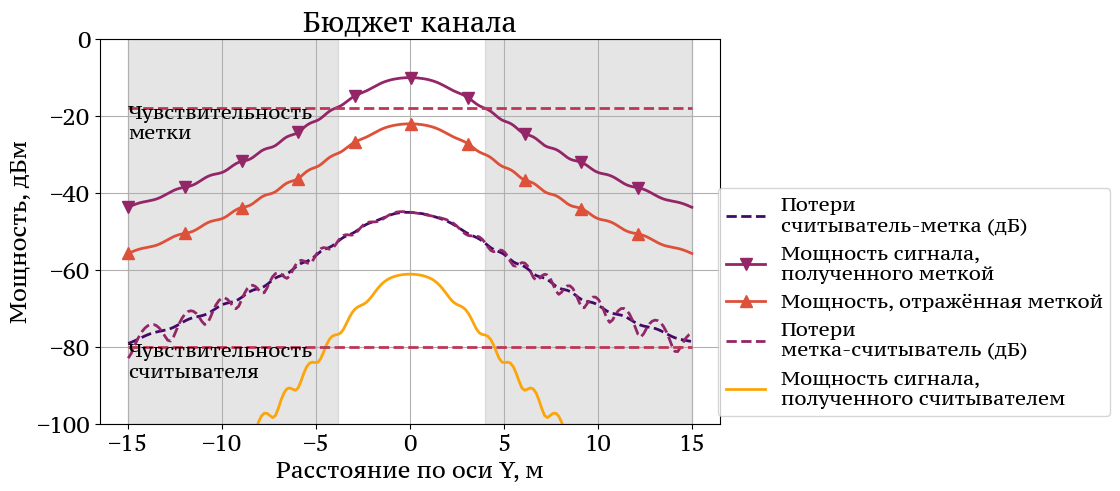 Бюджет канала
Мощность, дБм
0
−20
−40
−60
−80
−100
Чувствительность
метки
Чувствительность
считывателя
−15
−10
−5
0
5
10
15
Расстояние по оси Y, м
Потери
считыватель-метка (дБ)
Мощность сигнала,
полученного меткой
Мощность, отражённая меткой
Потери
метка-считыватель (дБ)
Мощность сигнала,
полученного считывателем